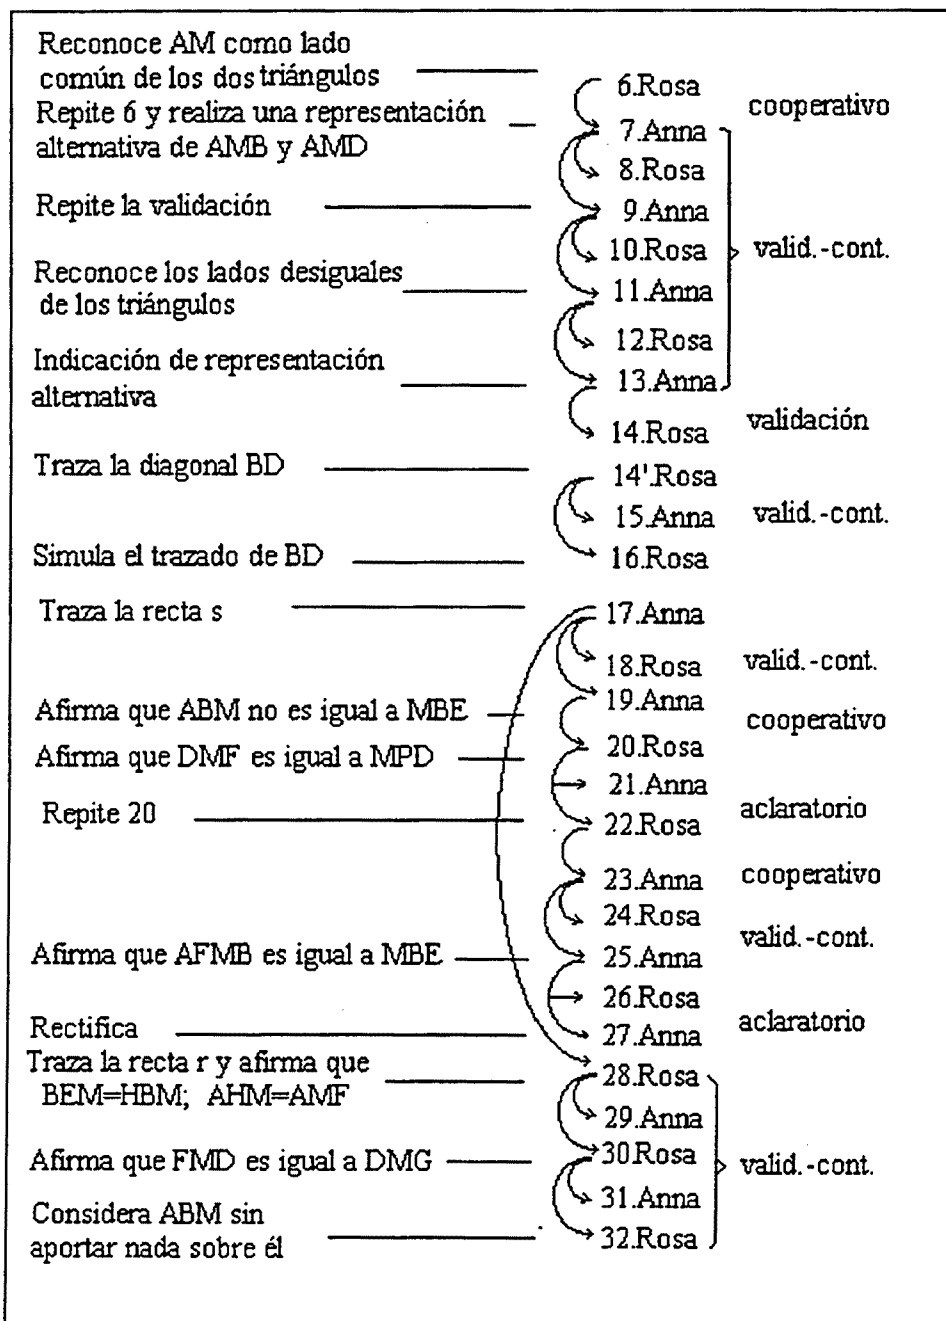 Reconoce AM como lado
común de los dos triángulos
6.Rosa
cooperativo
Repite 6 y realiza una representación
alternativa de AMB y AMD
7.Anna
8.Rosa
Repite la validación
9.Anna
10.Rosa
valid.-cont.
Reconoce los lados desiguales
de los triángulos
11.Anna
12.Rosa
Indicación de representación
alternativa
13.Anna
14.Rosa
validación
Traza la diagonal BD
14'.Rosa
15.Anna
valid.-cont.
Simula el trazado de BD
16.Rosa
Traza la recta s
17.Anna
18.Rosa
valid.-cont.
Afirma que ABM no es igual a MBE
19.Anna
cooperativo
Afirma que DMF es igual a MPD
20.Rosa
21.Anna
Repite 20
22.Rosa
aclaratorio
23.Anna
cooperativo
24.Rosa
valid.-cont.
Afirma que AFMB es igual a MBE
25.Anna
26.Rosa
Rectifica
27.Anna
aclaratorio
Traza la recta r y afirma que
BEM=HBM; AHM=AMF
28.Rosa
29.Anna
Afirma que FMD es igual a DMG
30.Rosa
valid.-cont.
31.Anna
Considera ABM sin
aportar nada sobre él
32.Rosa